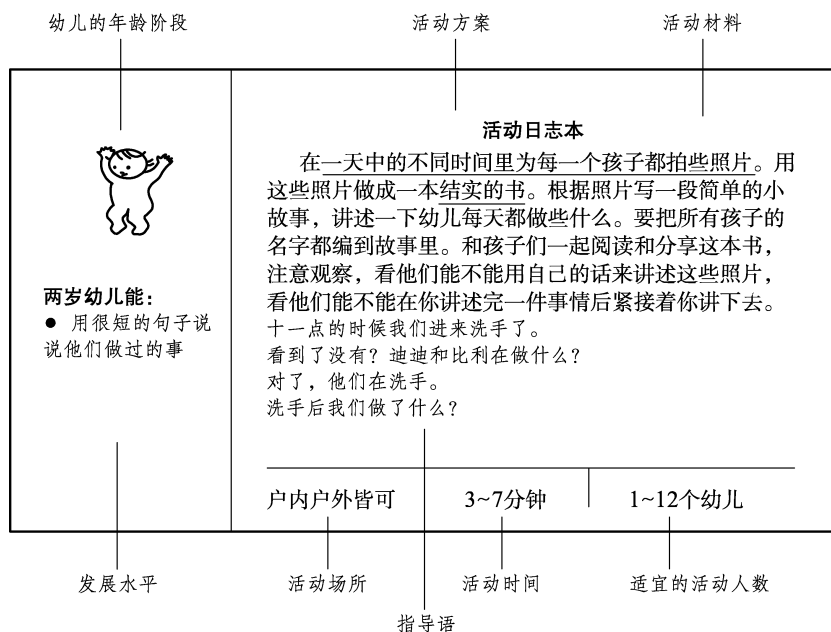 幼儿的年龄阶段
活动方案
活动材料
活动日志本
在一天中的不同时间里为每一个孩子都拍些照片。用
这些照片做成一本结实的书。根据照片写一段简单的小
故事，讲述一下幼儿每天都做些什么。要把所有孩子的
名字都编到故事里。和孩子们一起阅读和分享这本书，
注意观察，看他们能不能用自己的话来讲述这些照片，
看他们能不能在你讲述完一件事情后紧接着你讲下去。
十一点的时候我们进来洗手了。
看到了没有？迪迪和比利在做什么？
对了，他们在洗手。
洗手后我们做了什么？
两岁幼儿能：
● 用很短的句子说
说他们做过的事
户内户外皆可
3~7分钟
1~12个幼儿
发展水平
活动场所
活动时间
适宜的活动人数
指导语